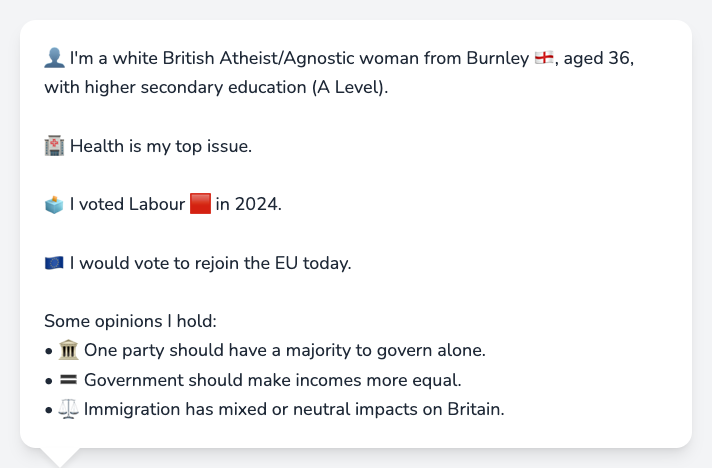 👤 I'm a white British Atheist/Agnostic woman from Burnley 🏴󠁧󠁢󠁥󠁮󠁧󠁿, aged 36,
with higher secondary education (A Level).
🏥 Health is my top issue.
🗳️ I voted Labour 🟥 in 2024.
🇪🇺 I would vote to rejoin the EU today.
Some opinions I hold:
• 🏛️ One party should have a majority to govern alone.
• 🟰 Government should make incomes more equal.
• ⚖️ Immigration has mixed or neutral impacts on Britain.